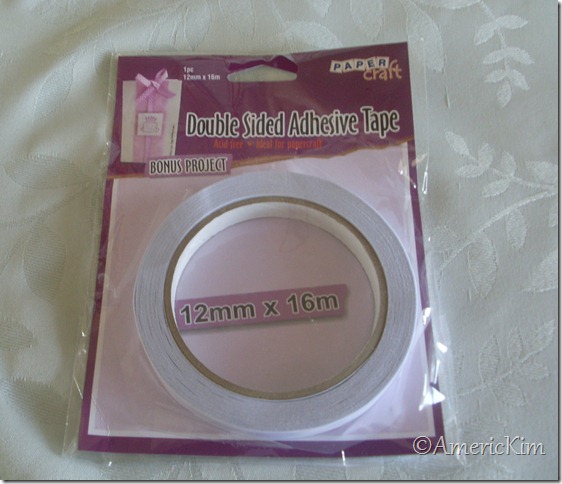 1pc
12mm x 16m
PAPER
craft
Double Sided Adhesive Tape
Acid free • Ideal for papercraft
BONUS PROJECT
12mm x 16m
©AmericKim